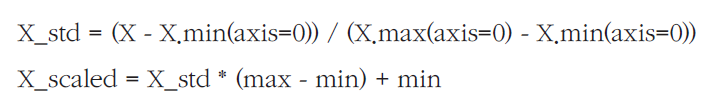 X_std = (X - X.min(axis=0)) / (X.max(axis=0) - X.min(axis=0))
X_scaled = X_std * (max - min) + min